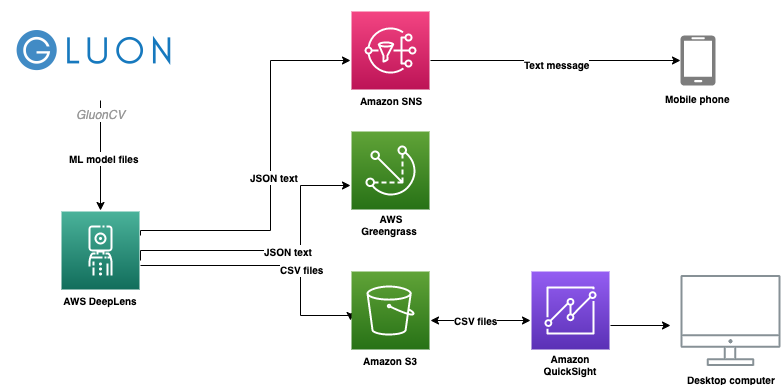 GLUON
GluonCV
ML model files
AWS DeepLens
JSON text
JSON text
CSV files
Amazon SNS
Text message
Mobile phone
AWS
Greengrass
Amazon S3
CSV files
Amazon
QuickSight
Desktop computer